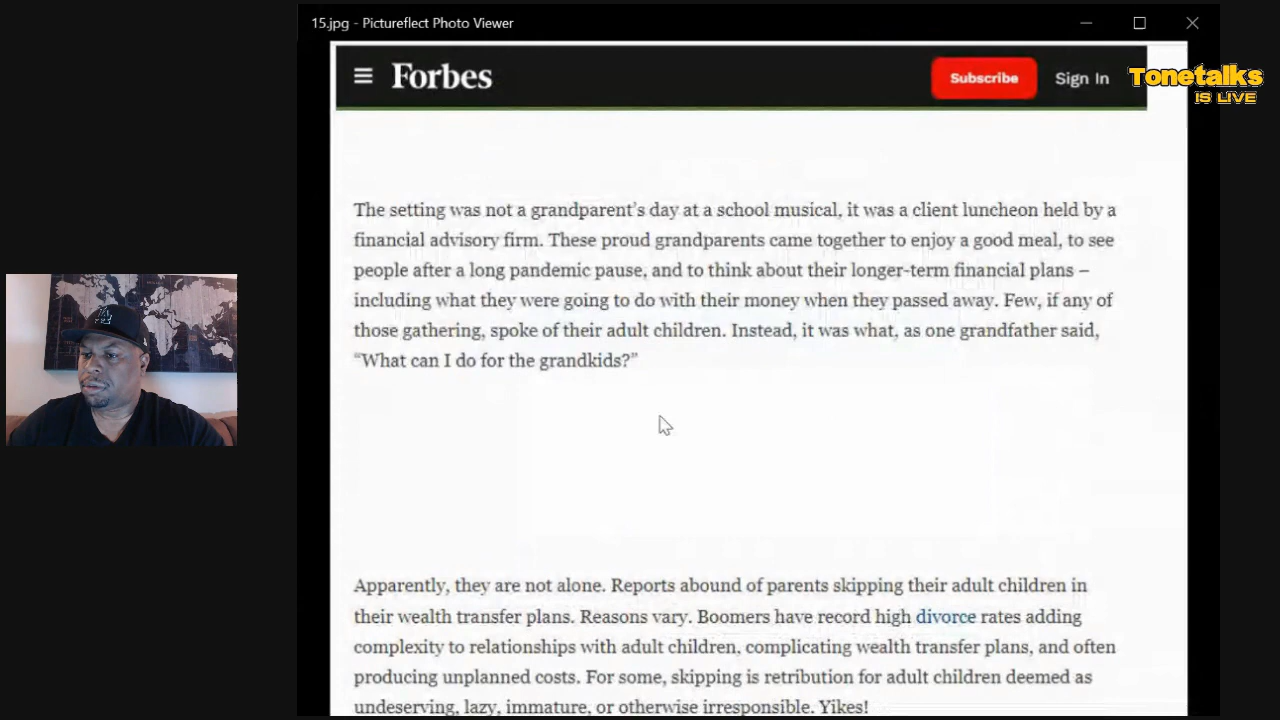 15.jpg - Pictureflect Photo Viewer
Forbes
Subscribe
Sign In
Tonetalks
IS LIVE
The setting was not a grandparent’s day at a school musical, it was a client luncheon held by a
financial advisory firm. These proud grandparents came together to enjoy a good meal, to see
people after a long pandemic pause, and to think about their longer-term financial plans –
including what they were going to do with their money when they passed away. Few, if any of
those gathering, spoke of their adult children. Instead, it was what, as one grandfather said,
“What can I do for the grandkids?”
Apparently, they are not alone. Reports abound of parents skipping their adult children in
their wealth transfer plans. Reasons vary. Boomers have record high divorce rates adding
complexity to relationships with adult children, complicating wealth transfer plans, and often
producing unplanned costs. For some, skipping is retribution for adult children deemed as
undeserving, lazy, immature, or otherwise irresponsible. Yikes!